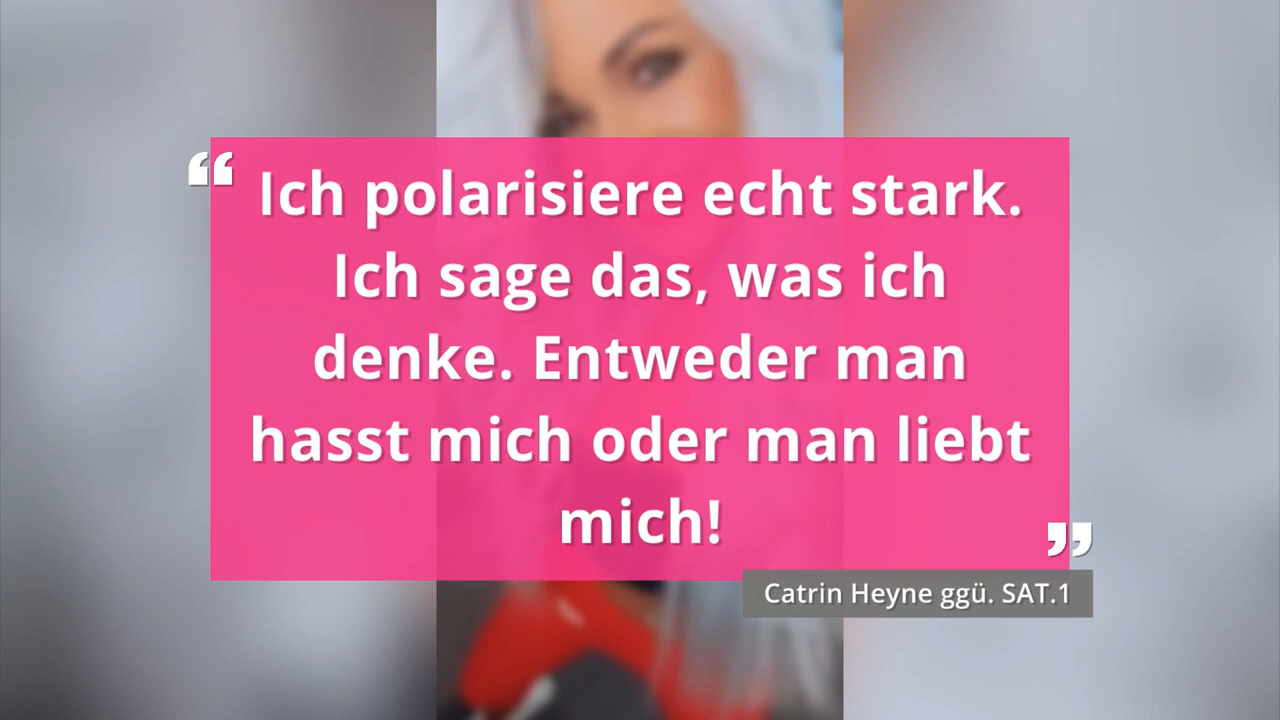 “
Ich polarisiere echt stark.
Ich sage das, was ich
denke. Entweder man
hasst mich oder man liebt
mich!
”
Catrin Heyne ggü. SAT.1